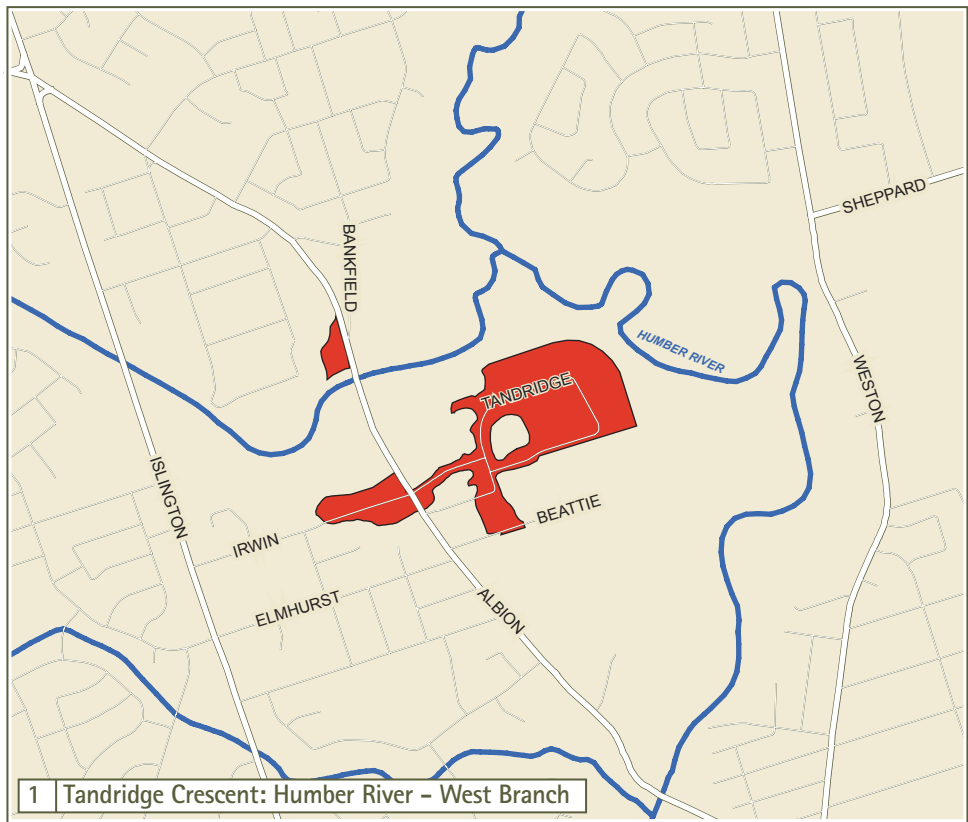 SHEPPARD
BANKFIELD
HUMBER RIVER
TANDRIDGE
WESTON
ISLINGTON
BEATTIE
IRWIN
ELMHURST
ALBION
1 Tandridge Crescent: Humber River - West Branch